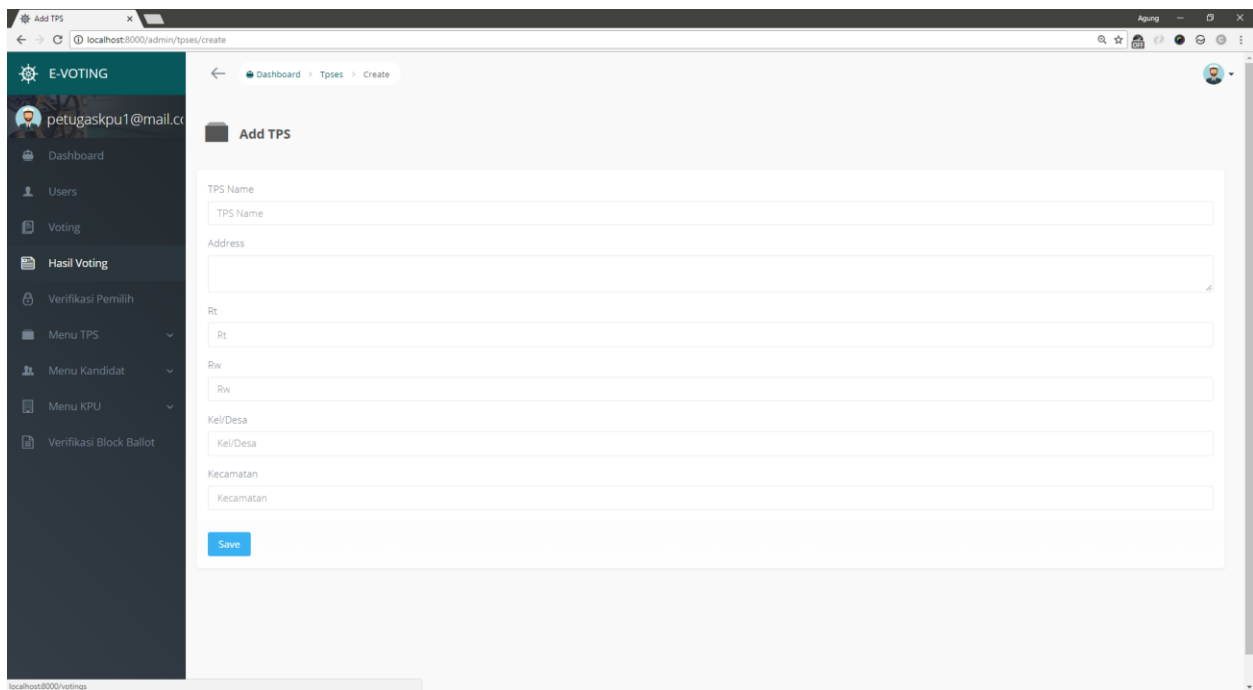 Add TPS
Agung
localhost:8000/admin/tpses/create
OFF
E-VOTING
Dashboard > Tpses > Create
petugaskpu1@mail.co
Dashboard
Users
Voting
Hasil Voting
Verifikasi Pemilih
Menu TPS
Menu Kandidat
Menu KPU
Verifikasi Block Ballot
Add TPS
TPS Name
TPS Name
Address
Rt
Rt
Rw
Rw
Kel/Desa
Kel/Desa
Kecamatan
Kecamatan
Save
localhost:8000/votings